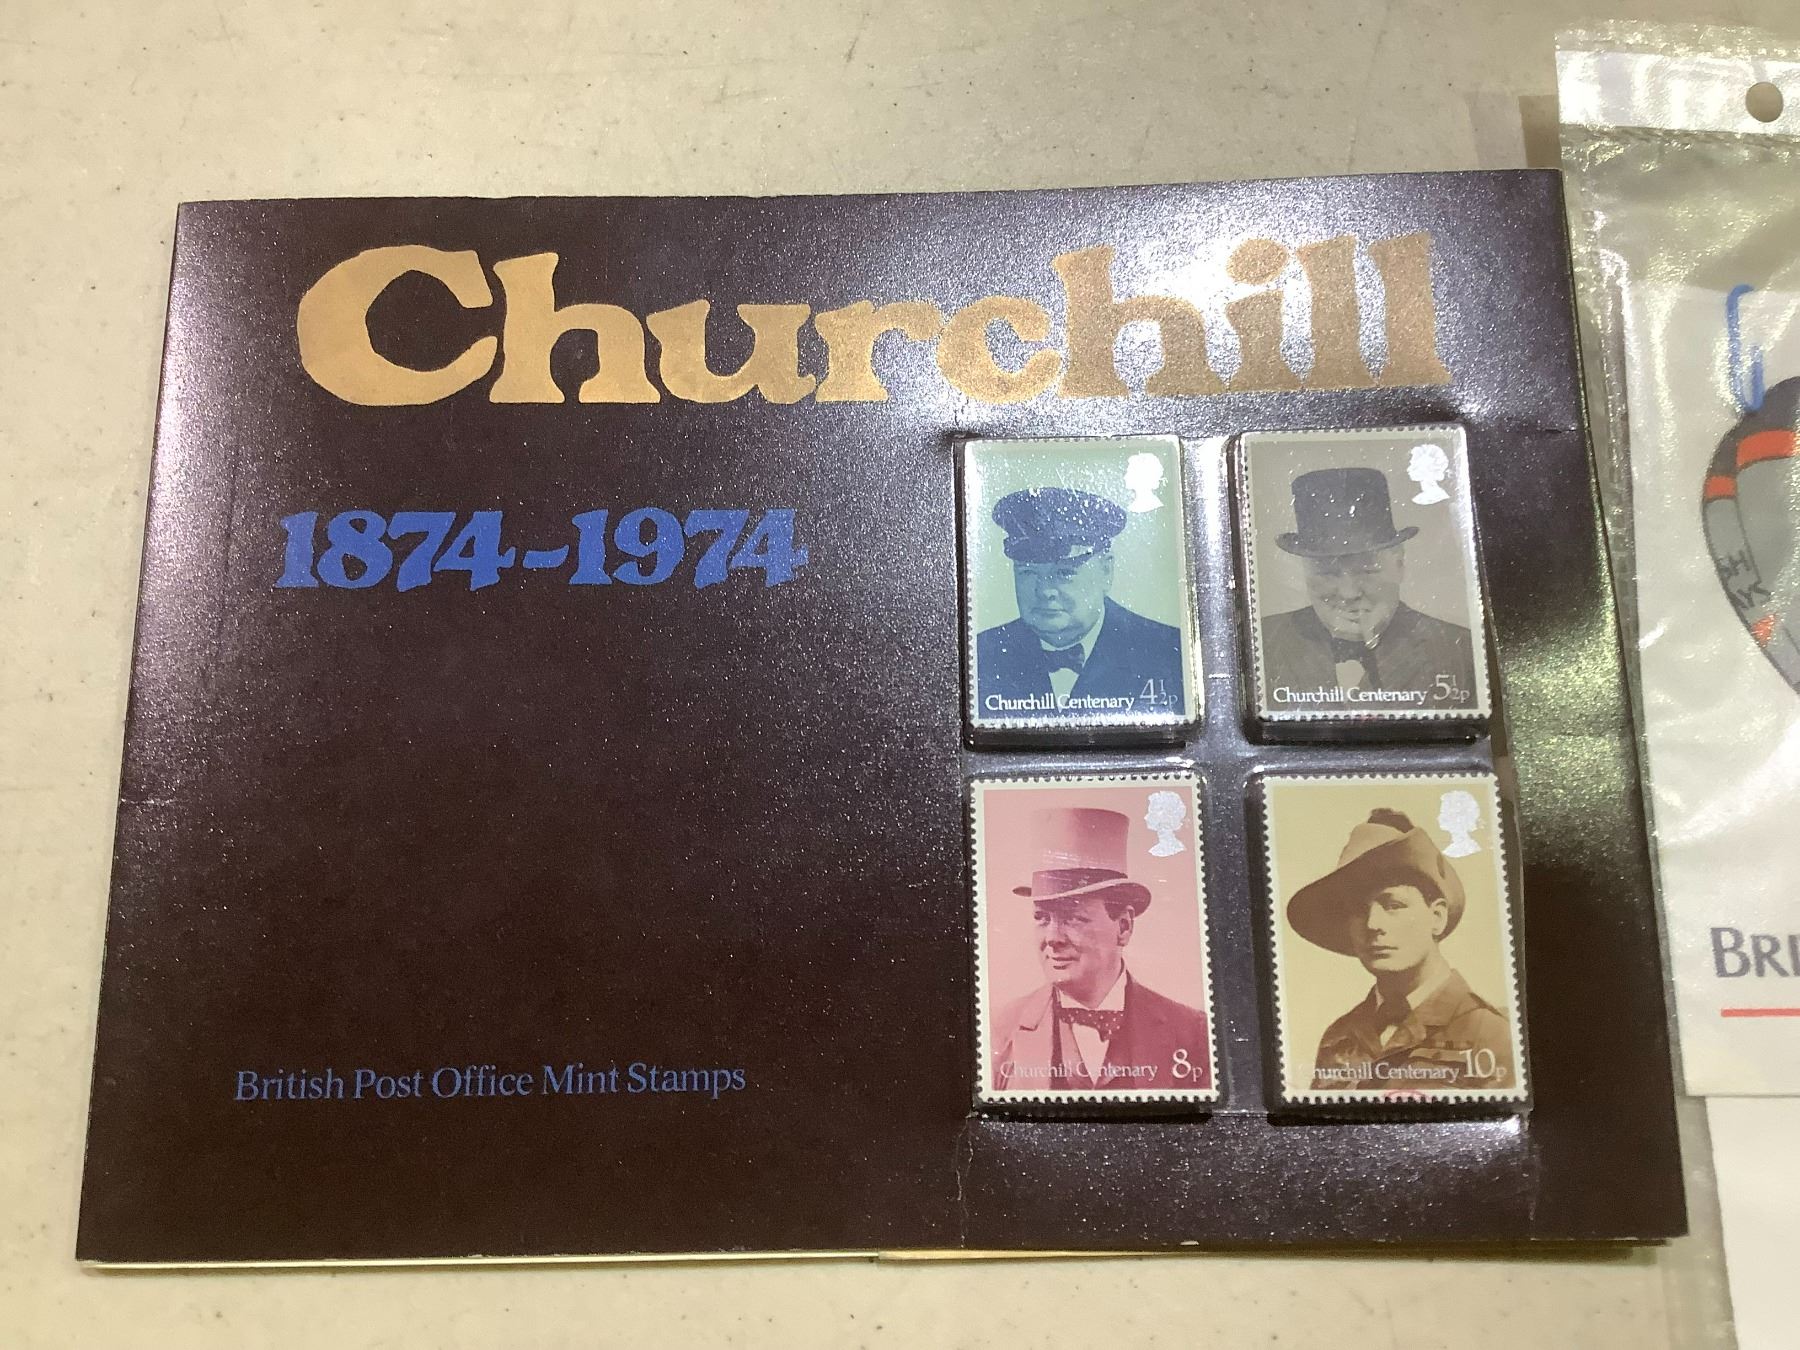 Churchill
1874-1974
Churchill Centenary 4½p
Churchill Centenary 5½p
Churchill Centenary 8p
Churchill Centenary 10p
British Post Office Mint Stamps
BRI